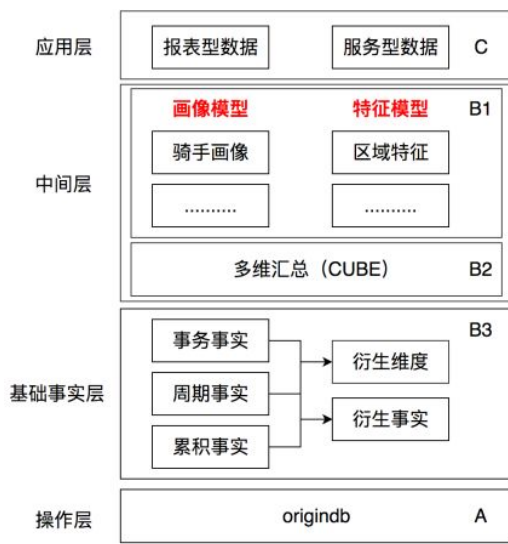 应用层
报表型数据
服务型数据
C
画像模型
特征模型
B1
中间层
骑手画像
区域特征
..........
..........
多维汇总（CUBE）
B2
基础事实层
B3
事务事实
周期事实
累积事实
衍生维度
衍生事实
操作层
origindb
A